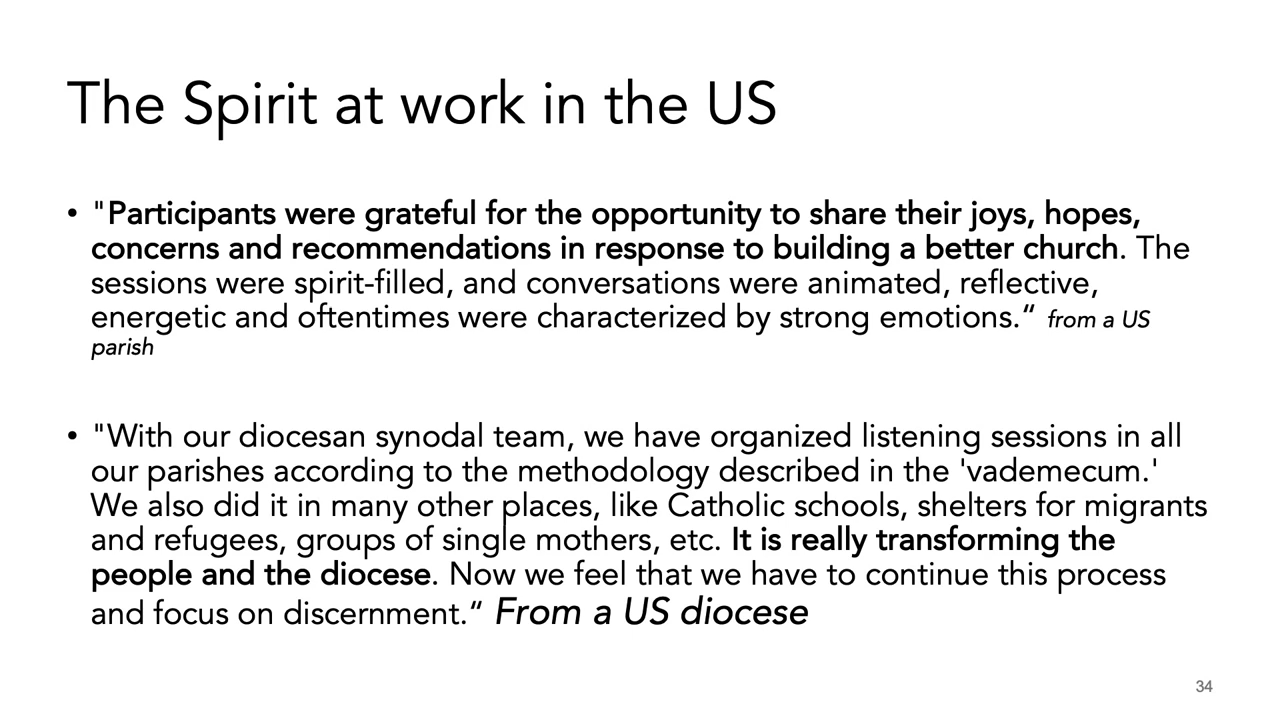 The Spirit at work in the US
• "Participants were grateful for the opportunity to share their joys, hopes,
concerns and recommendations in response to building a better church. The
sessions were spirit-filled, and conversations were animated, reflective,
energetic and oftentimes were characterized by strong emotions.“ from a US
parish
• "With our diocesan synodal team, we have organized listening sessions in all
our parishes according to the methodology described in the 'vademecum.'
We also did it in many other places, like Catholic schools, shelters for migrants
and refugees, groups of single mothers, etc. It is really transforming the
people and the diocese. Now we feel that we have to continue this process
and focus on discernment.“ From a US diocese
34